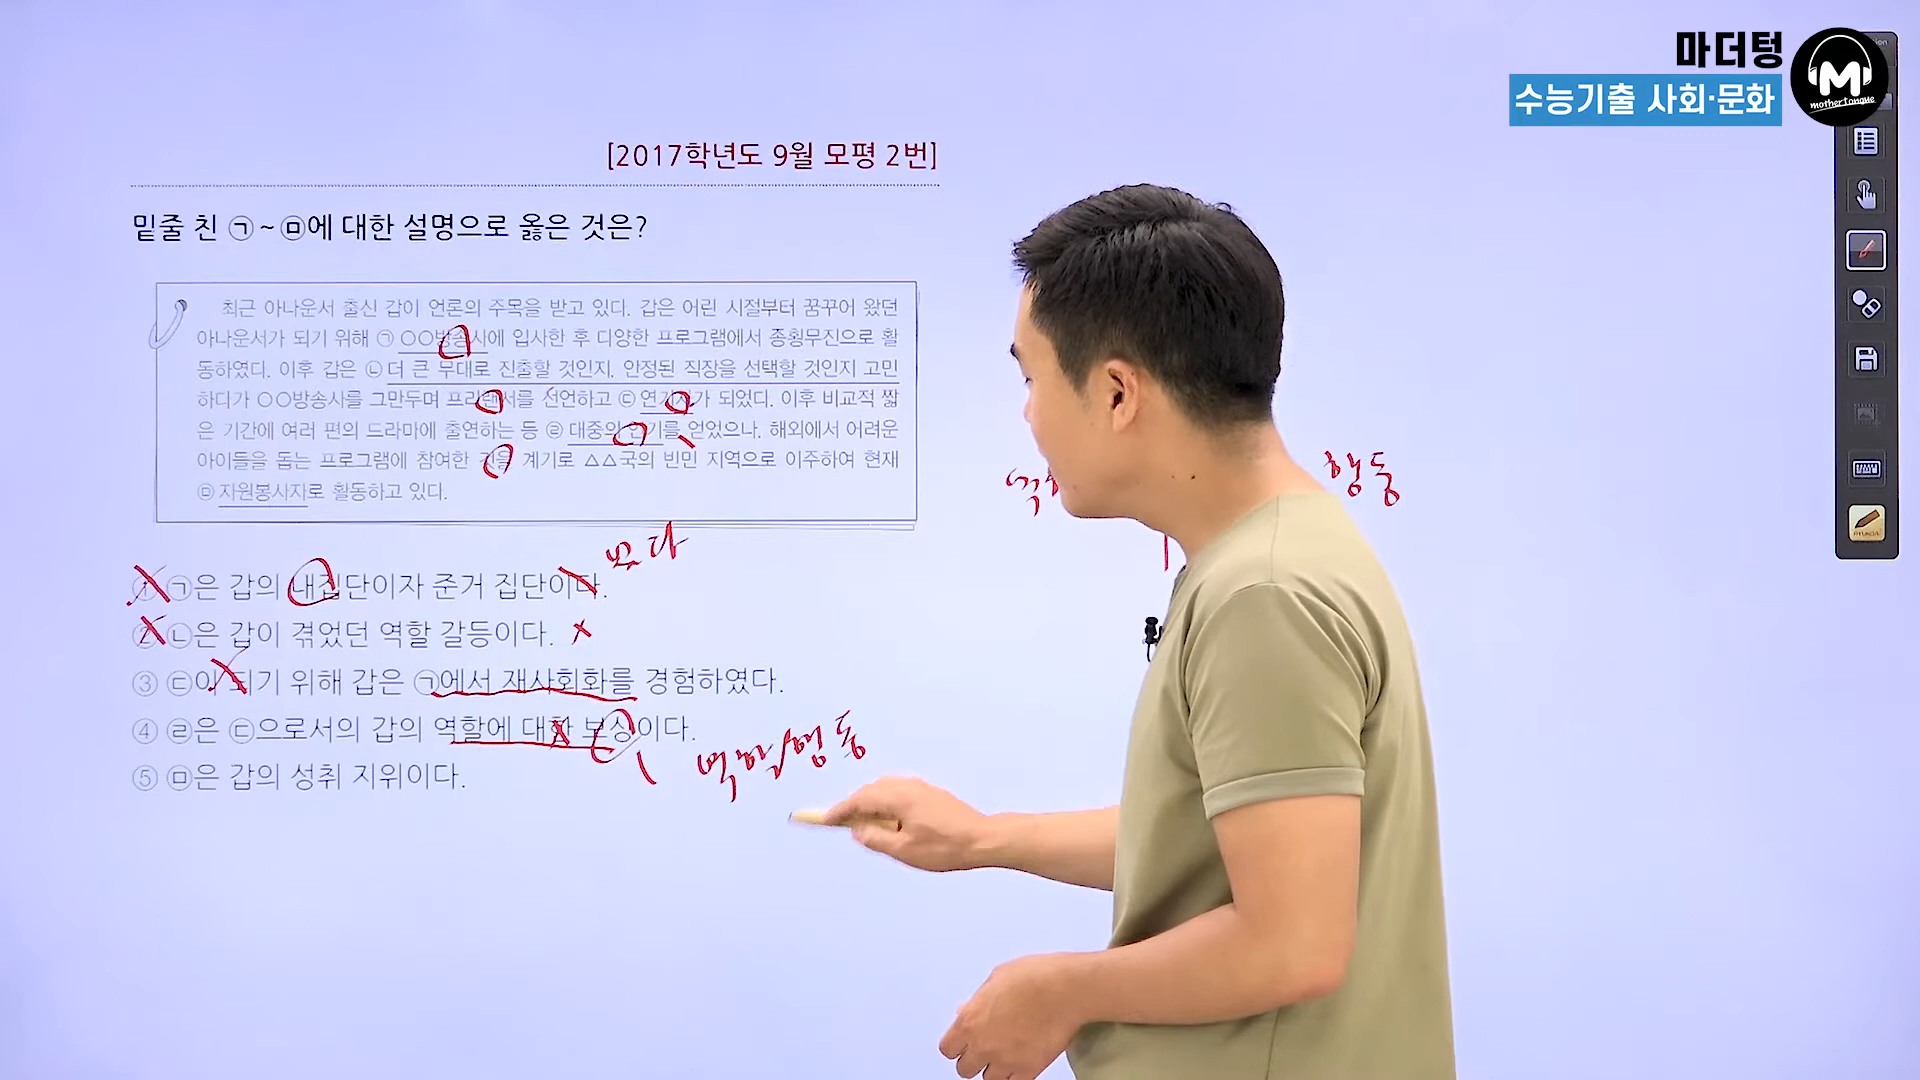 마더텅
수능기출 사회·문화
mothertongue
[2017학년도 9월 모평 2번]
밑줄 친 ㉠~㉤에 대한 설명으로 옳은 것은?
최근 아나운서 출신 갑이 언론의 주목을 받고 있다. 갑은 어린 시절부터 꿈꾸어 왔던
아나운서가 되기 위해 ㉠ ○○방송사에 입사한 후 다양한 프로그램에서 종횡무진으로 활
동하였다. 이후 갑은 ㉡ 더 큰 무대로 진출할 것인지, 안정된 직장을 선택할 것인지 고민
하다가 ○○방송사를 그만두며 프리랜서를 선언하고 ㉢ 연기자가 되었다. 이후 비교적 짧
은 기간에 여러 편의 드라마에 출연하는 등 ㉣ 대중의 인기를 얻었으나, 해외에서 어려운
아이들을 돕는 프로그램에 참여한 것을 계기로 △△국의 빈민 지역으로 이주하여 현재
㉤ 자원봉사자로 활동하고 있다.
① ㉠은 갑의 내집단이자 준거 집단이다.
② ㉡은 갑이 겪었던 역할 갈등이다.
③ ㉢이 되기 위해 갑은 ㉠에서 재사회화를 경험하였다.
④ ㉣은 ㉢으로서의 갑의 역할에 대한 보상이다.
⑤ ㉤은 갑의 성취 지위이다.
역할행동
행동